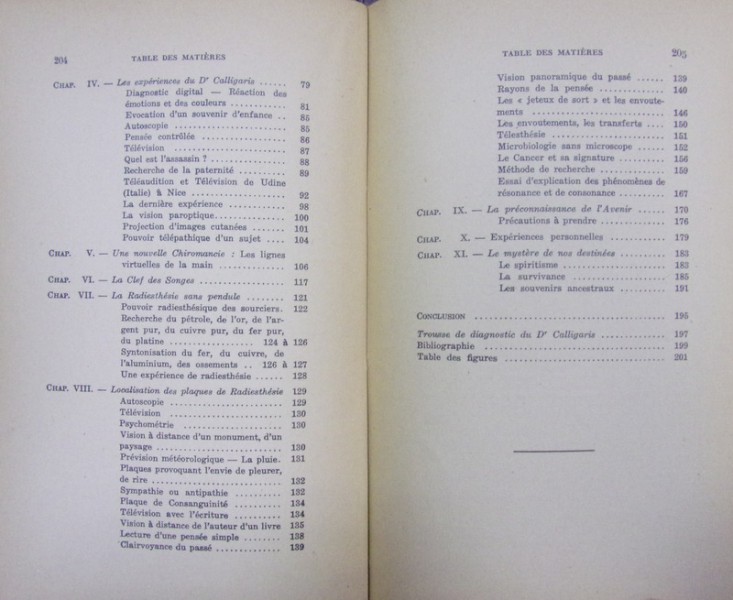 204 TABLE DES MATIÈRES
CHAP. IV. — Les expériences du Dr Calligaris ...... 79
Diagnostic digital — Réaction des
émotions et des couleurs ............ 81
Evocation d'un souvenir d'enfance .. 85
Autoscopie ........................ 85
Pensée contrôlée .................. 86
Télévision ........................ 87
Quel est l'assassin ? ................ 88
Recherche de la paternité .......... 89
Téléaudition et Télévision de Udine
(Italie) à Nice .................... 92
La dernière expérience ............ 98
La vision paroptique................ 100
Projection d'images cutanées ...... 101
Pouvoir télépathique d'un sujet .... 104
CHAP. V. — Une nouvelle Chiromancie : Les lignes
virtuelles de la main .............. 106
CHAP. VI. — La Clef des Songes .................. 117
CHAP. VII. — La Radiesthésie sans pendule ........ 121
Pouvoir radiesthésique des sourciers. 122
Recherche du pétrole, de l'or, de l'ar-
gent pur, du cuivre pur, du fer pur,
du platine .................. 124 à 126
Syntonisation du fer, du cuivre, de
l'aluminium, des ossements .. 126 à 127
Une expérience de radiesthésie ...... 128
CHAP. VIII. — Localisation des plaques de Radiesthésie 129
Autoscopie ........................ 129
Télévision ........................ 130
Psychométrie ...................... 130
Vision à distance d'un monument, d'un
paysage .......................... 130
Prévision météorologique — La pluie. 131
Plaques provoquant l'envie de pleurer,
de rire ............................ 132
Sympathie ou antipathie .......... 132
Plaque de Consanguinité .......... 134
Télévision avec l'écriture .......... 134
Vision à distance de l'auteur d'un livre 135
Lecture d'une pensée simple ........ 138
Clairvoyance du passé .............. 139
TABLE DES MATIÈRES 205
Vision panoramique du passé ...... 139
Rayons de la pensée .............. 140
Les « jeteux de sort » et les envoute-
ments .......................... 146
Les envoutements, les transferts .... 150
Télesthésie ........................ 151
Microbiologie sans microscope ...... 152
Le Cancer et sa signature .......... 156
Méthode de recherche .............. 159
Essai d'explication des phénomènes de
résonance et de consonance ........ 167
CHAP. IX. — La préconnaissance de l'Avenir ...... 170
Précautions à prendre .............. 176
CHAP. X. — Expériences personnelles ............ 179
CHAP. XI. — Le mystère de nos destinées .......... 183
Le spiritisme ...................... 183
La survivance .................... 185
Les souvenirs ancestraux .......... 191
CONCLUSION .................................. 195
Trousse de diagnostic du Dr Calligaris .............. 197
Bibliographie .................................. 199
Table des figures .............................. 201